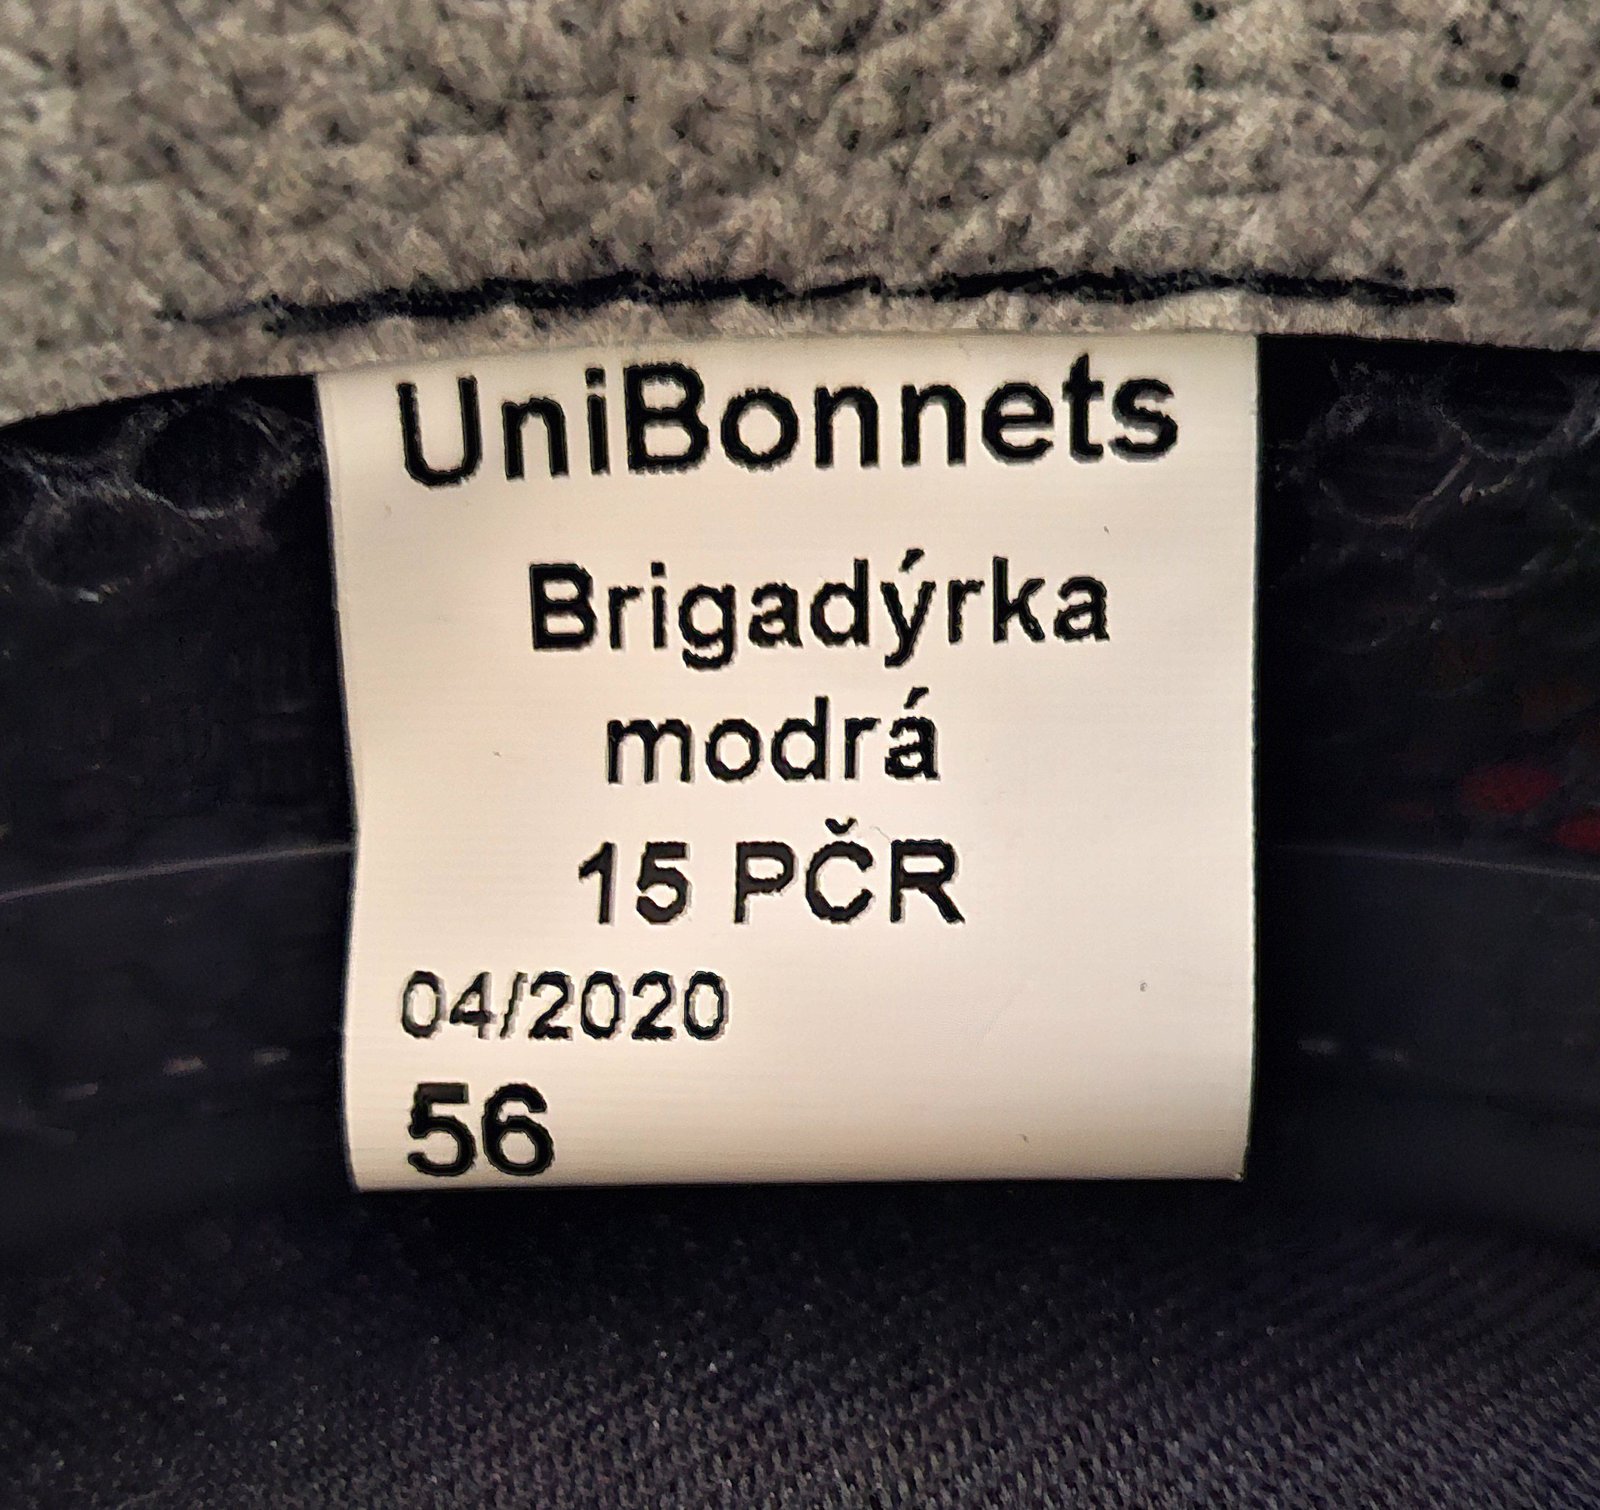 UniBonnets
Brigadýrka
modrá
15 PČR
04/2020
56